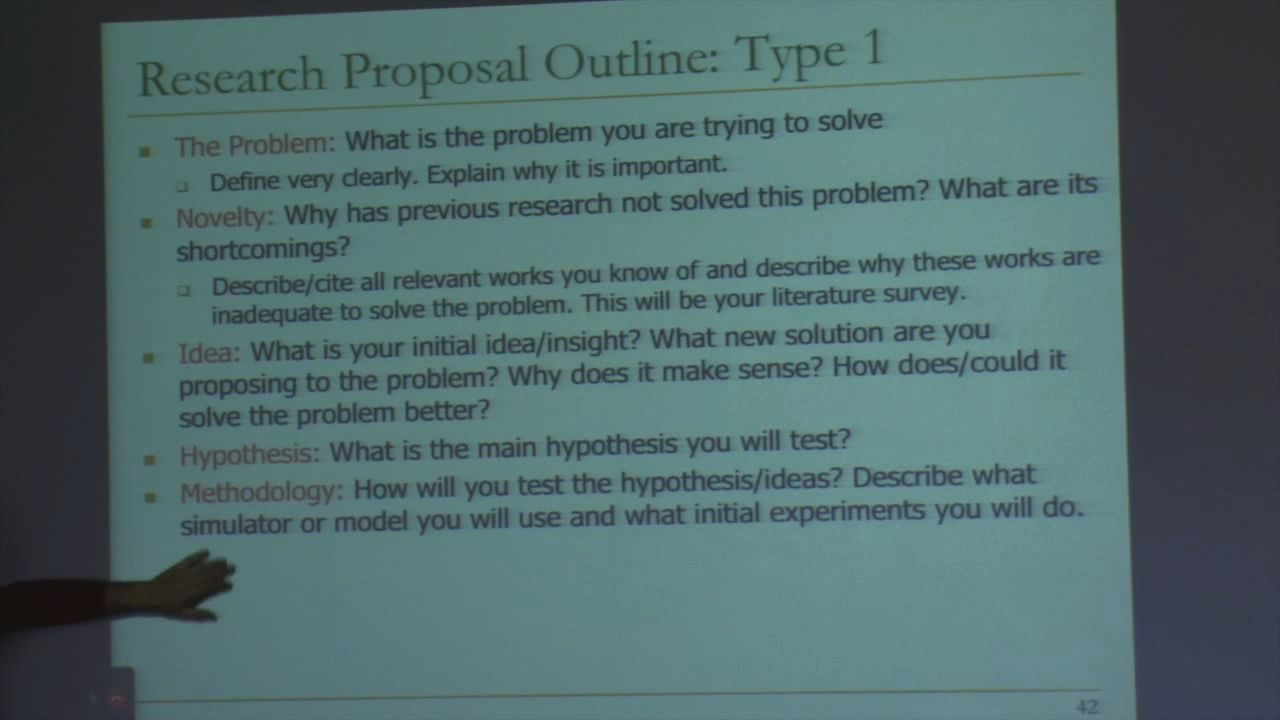 Research Proposal Outline: Type 1
The Problem: What is the problem you are trying to solve
Define very clearly. Explain why it is important.
Novelty: Why has previous research not solved this problem? What are its
shortcomings?
Describe/cite all relevant works you know of and describe why these works are
inadequate to solve the problem. This will be your literature survey.
Idea: What is your initial idea/insight? What new solution are you
proposing to the problem? Why does it make sense? How does/could it
solve the problem better?
Hypothesis: What is the main hypothesis you will test?
Methodology: How will you test the hypothesis/ideas? Describe what
simulator or model you will use and what initial experiments you will do.
42